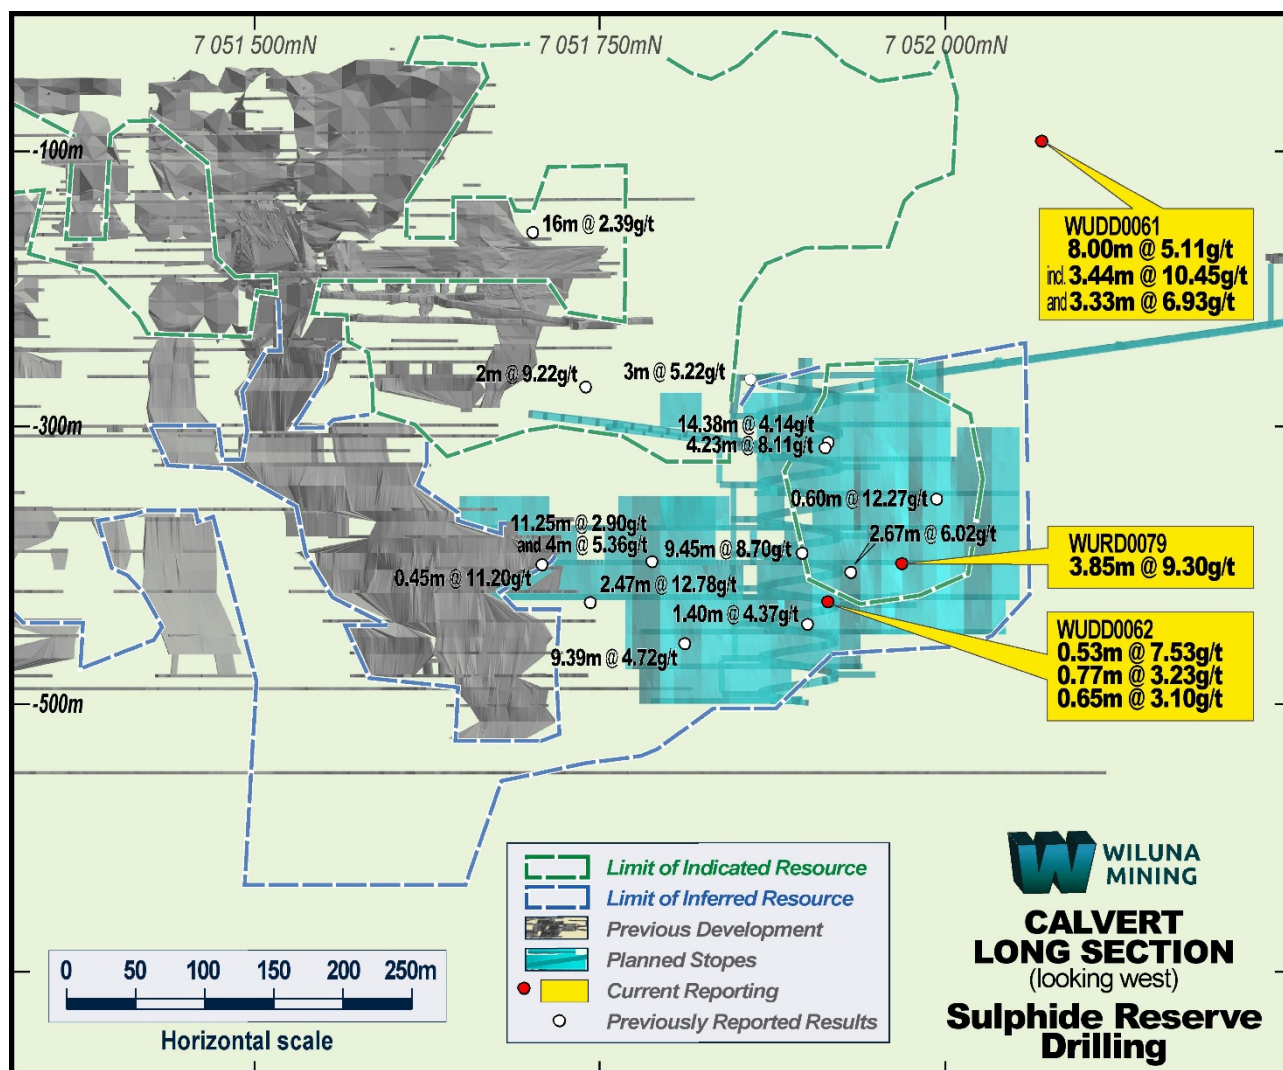 7 051 500mN
7 051 750mN
7 052 000mN
-100m
WUDD0061
8.00m @ 5.11g/t
incl. 3.44m @ 10.45g/t
and 3.33m @ 6.93g/t
16m @ 2.39g/t
2m @ 9.22g/t
3m @ 5.22g/t
-300m
14.38m @ 4.14g/t
4.23m @ 8.11g/t
0.60m @ 12.27g/t
11.25m @ 2.90g/t
and 4m @ 5.36g/t
9.45m @ 8.70g/t
2.67m @ 6.02g/t
WURD0079
3.85m @ 9.30g/t
0.45m @ 11.20g/t
2.47m @ 12.78g/t
1.40m @ 4.37g/t
9.39m @ 4.72g/t
WUDD0062
0.53m @ 7.53g/t
0.77m @ 3.23g/t
0.65m @ 3.10g/t
-500m
Limit of Indicated Resource
Limit of Inferred Resource
Previous Development
Planned Stopes
Current Reporting
Previously Reported Results
0 50 100 150 200 250m
Horizontal scale
WILUNA
MINING
CALVERT
LONG SECTION
(looking west)
Sulphide Reserve
Drilling